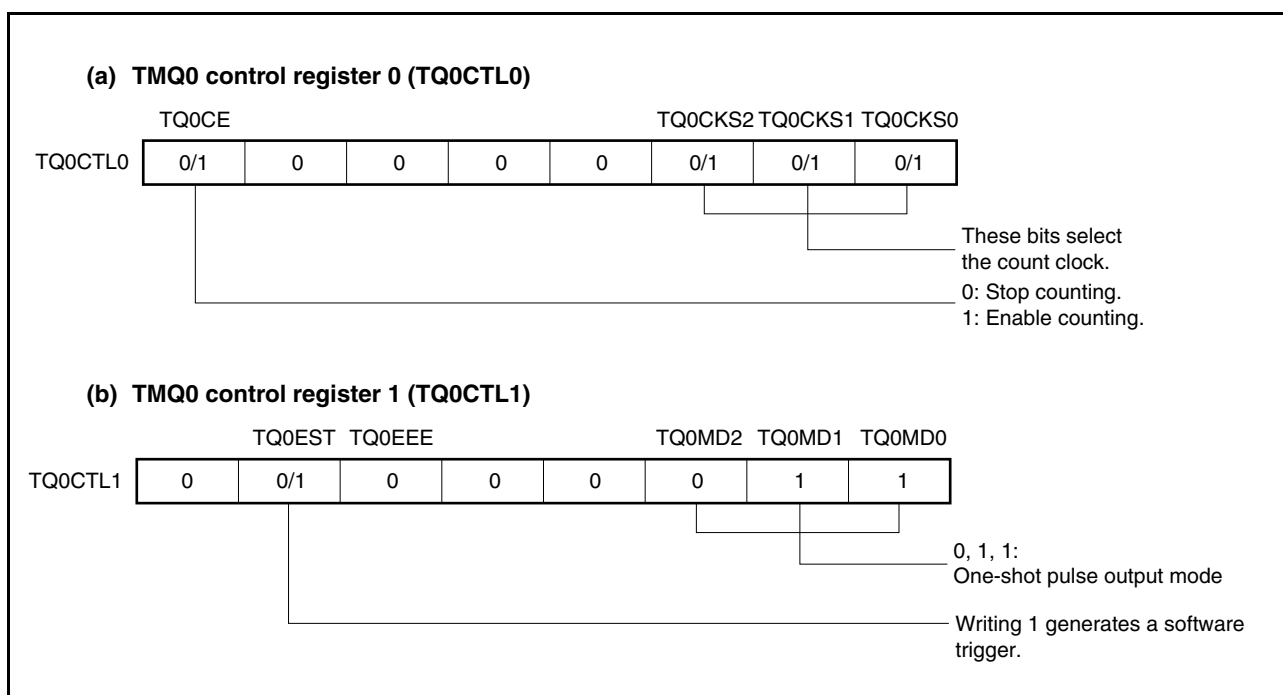 (a) TMQ0 control register 0 (TQ0CTL0)
TQ0CE TQ0CKS2 TQ0CKS1 TQ0CKS0
TQ0CTL0 0/1 0 0 0 0 0/1 0/1 0/1
These bits select
the count clock.
0: Stop counting.
1: Enable counting.
(b) TMQ0 control register 1 (TQ0CTL1)
TQ0EST TQ0EEE TQ0MD2 TQ0MD1 TQ0MD0
TQ0CTL1 0 0/1 0 0 0 0 1 1
0, 1, 1:
One-shot pulse output mode
Writing 1 generates a software
trigger.